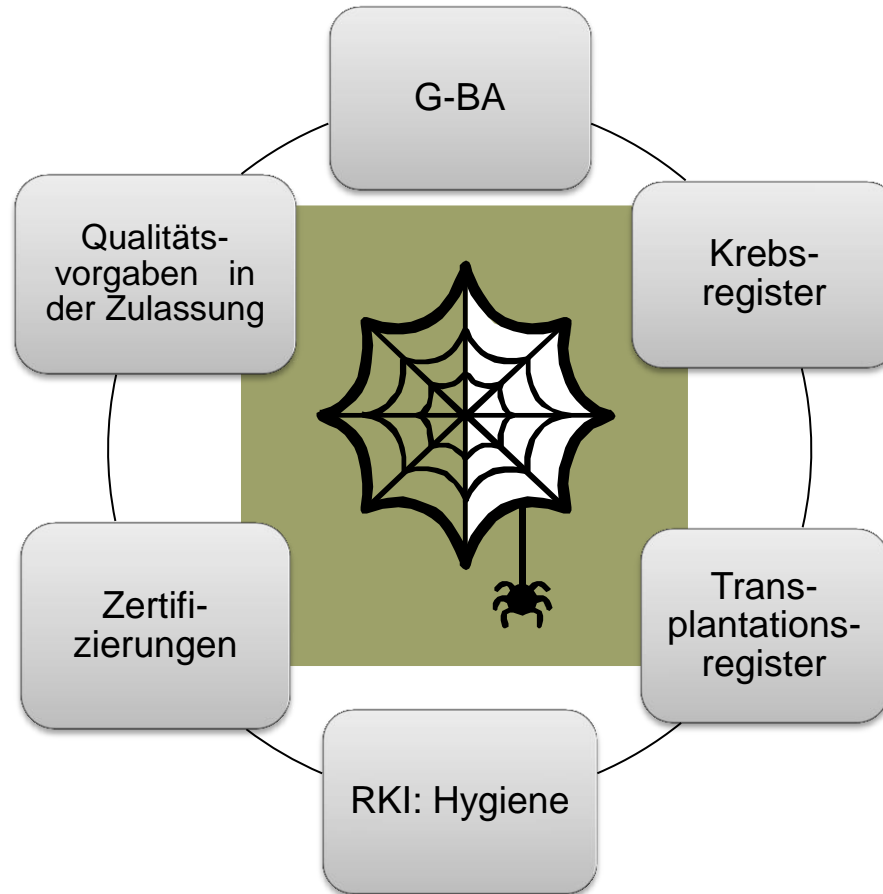 G-BA
Qualitäts-
vorgaben in
der Zulassung
Krebs-
register
Zertifi-
zierungen
Trans-
plantations-
register
RKI: Hygiene